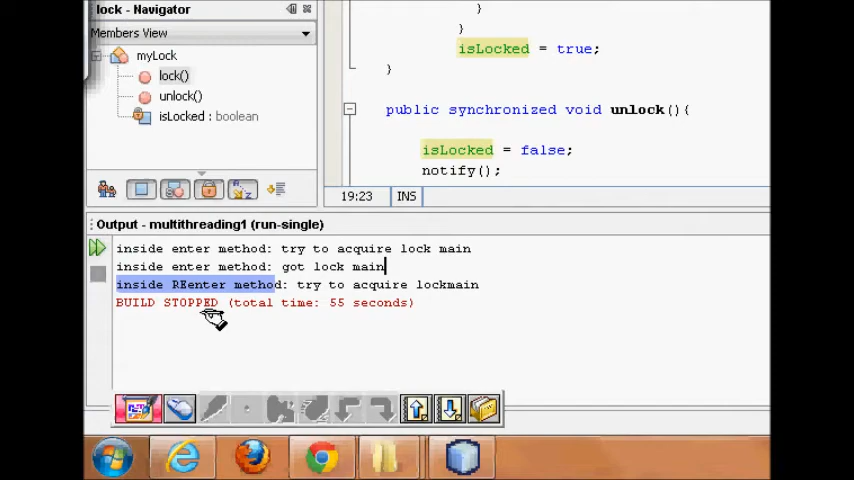 lock - Navigator
Members View
myLock
lock()
unlock()
isLocked : boolean
}
}
isLocked = true;
}
public synchronized void unlock(){
isLocked = false;
notify();
19:23
INS
Output - multithreading1 (run-single)
inside enter method: try to acquire lock main
inside enter method: got lock main
inside REenter method: try to acquire lockmain
BUILD STOPPED (total time: 55 seconds)